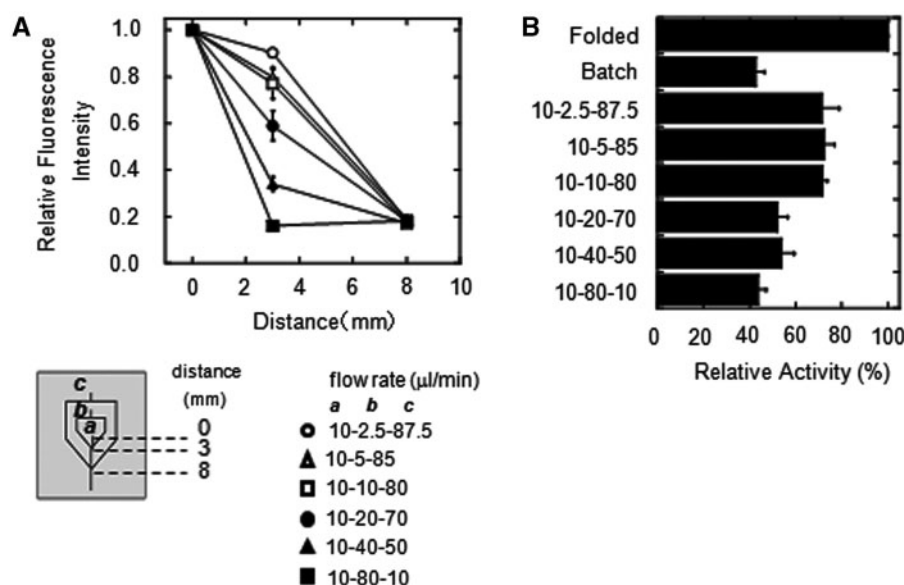 A
Relative Fluorescence
Intensity
1.0
0.8
0.6
0.4
0.2
0.0
0 2 4 6 8 10
Distance(mm)
B
Folded
Batch
10-2.5-87.5
10-5-85
10-10-80
10-20-70
10-40-50
10-80-10
0 20 40 60 80 100
Relative Activity (%)
c
b
a
distance
(mm)
0
3
8
flow rate (μl/min)
a b c
10-2.5-87.5
10-5-85
10-10-80
10-20-70
10-40-50
10-80-10